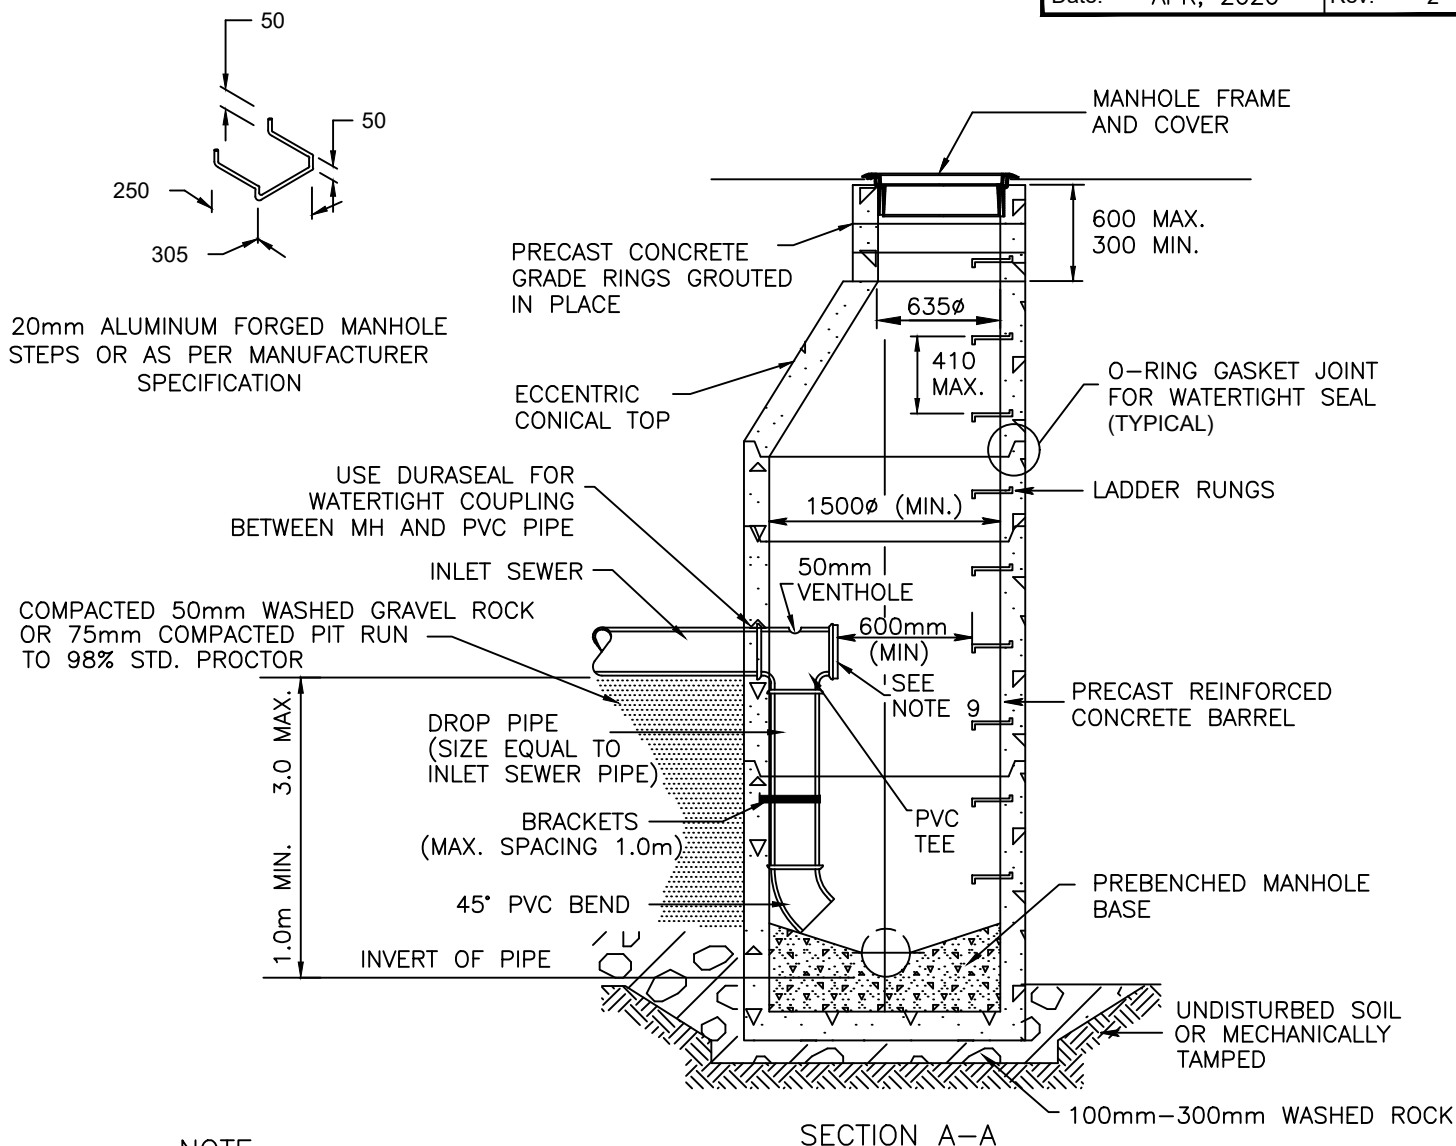 Date: APR, 2020 Rev. 2
50
50
250
305
20mm ALUMINUM FORGED MANHOLE
STEPS OR AS PER MANUFACTURER
SPECIFICATION
MANHOLE FRAME
AND COVER
600 MAX.
300 MIN.
PRECAST CONCRETE
GRADE RINGS GROUTED
IN PLACE
635ø
410
MAX.
ECCENTRIC
CONICAL TOP
O-RING GASKET JOINT
FOR WATERTIGHT SEAL
(TYPICAL)
USE DURASEAL FOR
WATERTIGHT COUPLING
BETWEEN MH AND PVC PIPE
LADDER RUNGS
1500ø (MIN.)
INLET SEWER
50mm
VENTHOLE
COMPACTED 50mm WASHED GRAVEL ROCK
OR 75mm COMPACTED PIT RUN
TO 98% STD. PROCTOR
600mm
(MIN)
SEE
NOTE 9
PRECAST REINFORCED
CONCRETE BARREL
DROP PIPE
(SIZE EQUAL TO
INLET SEWER PIPE)
1.0m MIN. 3.0 MAX.
BRACKETS
(MAX. SPACING 1.0m)
PVC
TEE
45° PVC BEND
PREBENCHED MANHOLE
BASE
INVERT OF PIPE
UNDISTURBED SOIL
OR MECHANICALLY
TAMPED
100mm-300mm WASHED ROCK
SECTION A-A
NOTE